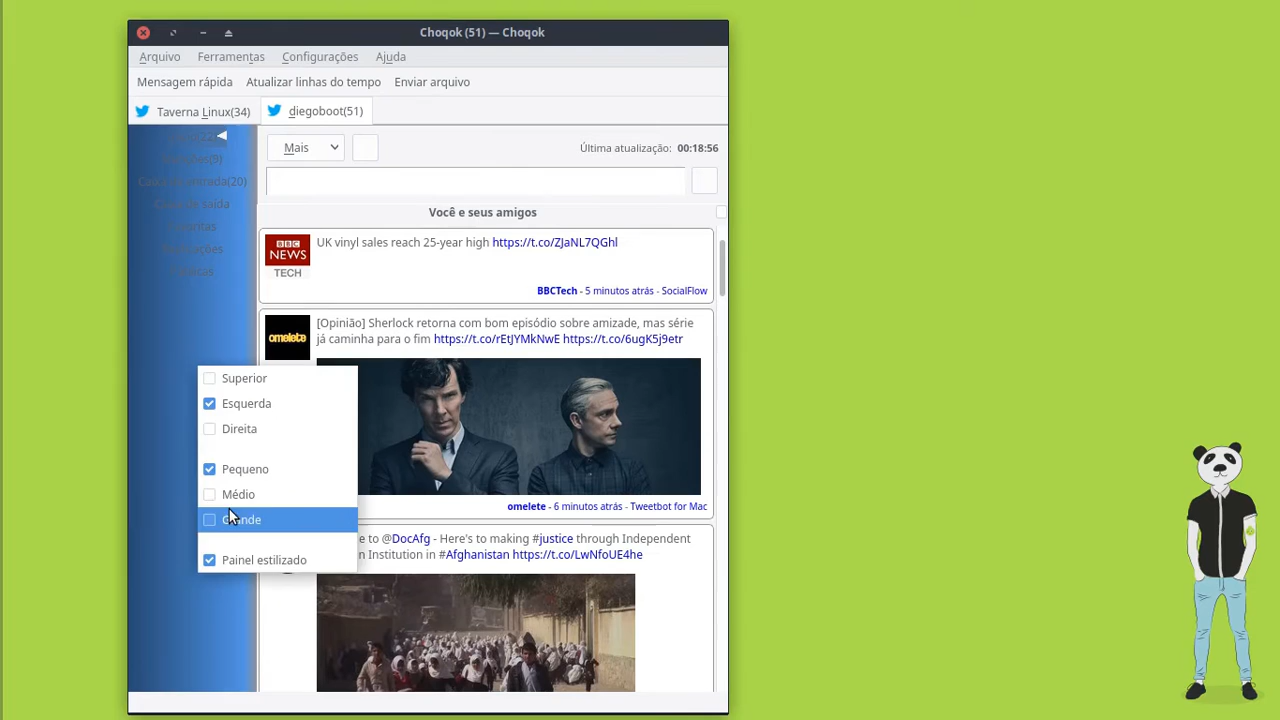 Choqok (51) — Choqok
Arquivo Ferramentas Configurações Ajuda
Mensagem rápida Atualizar linhas do tempo Enviar arquivo
Taverna Linux(34) diegoboot(51)
Mais Última atualização: 00:18:56
Você e seus amigos
UK vinyl sales reach 25-year high https://t.co/ZJaNL7QGhl
BBC
NEWS
TECH
BBCTech - 5 minutos atrás - SocialFlow
[Opinião] Sherlock retorna com bom episódio sobre amizade, mas série
já caminha para o fim https://t.co/rEtJYMkNwE https://t.co/6ugK5j9etr
omelete
omelete - 6 minutos atrás - Tweetbot for Mac
e to @DocAfg - Here's to making #justice through Independent
n Institution in #Afghanistan https://t.co/LwNfoUE4he
Superior
Esquerda
Direita
Pequeno
Médio
Grande
Painel estilizado